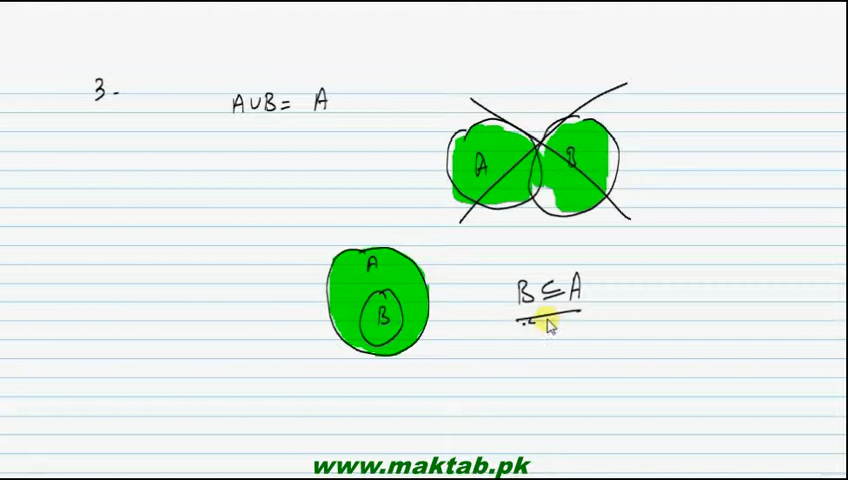 3.
A∪B = A
A
B
A
B
B ⊆ A
www.maktab.pk